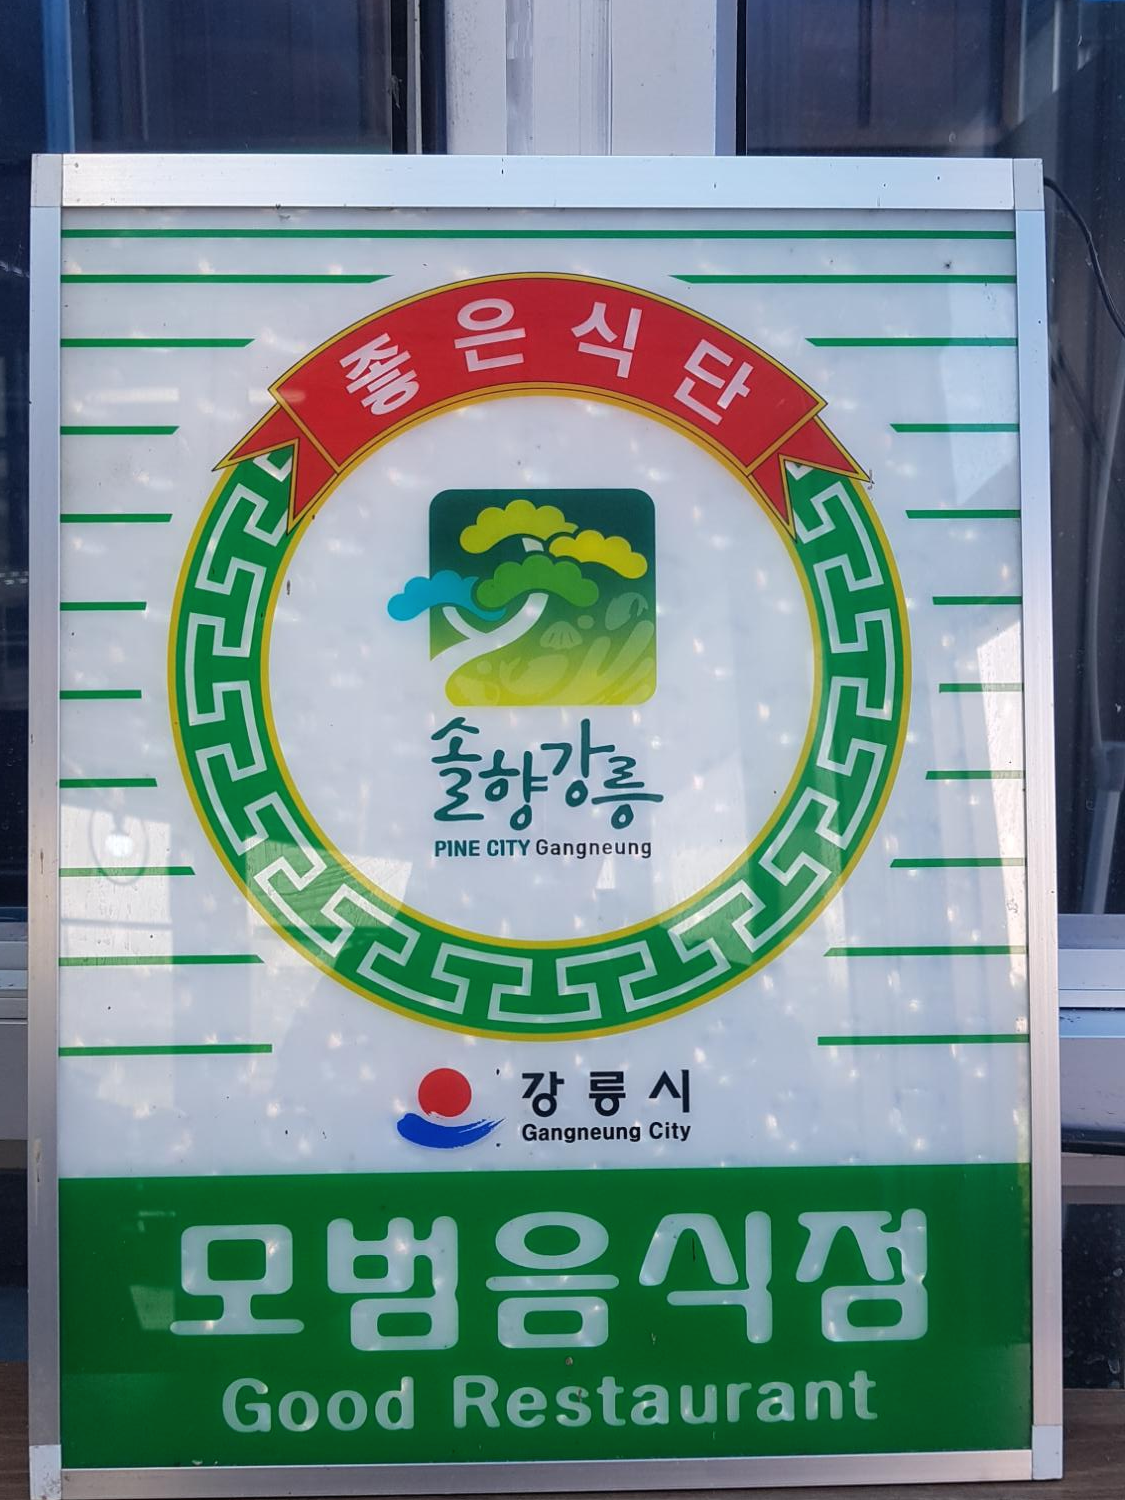 좋은식단
솔향강릉
PINE CITY Gangneung
강릉시
Gangneung City
모범음식점
Good Restaurant